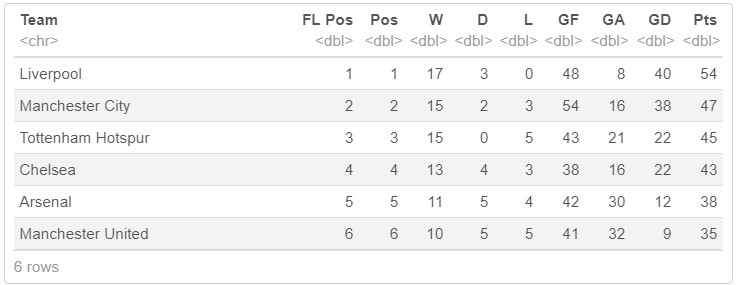 Team FL Pos Pos W D L GF GA GD Pts
<chr> <dbl> <dbl> <dbl> <dbl> <dbl> <dbl> <dbl> <dbl> <dbl>
Liverpool 1 1 17 3 0 48 8 40 54
Manchester City 2 2 15 2 3 54 16 38 47
Tottenham Hotspur 3 3 15 0 5 43 21 22 45
Chelsea 4 4 13 4 3 38 16 22 43
Arsenal 5 5 11 5 4 42 30 12 38
Manchester United 6 6 10 5 5 41 32 9 35
6 rows